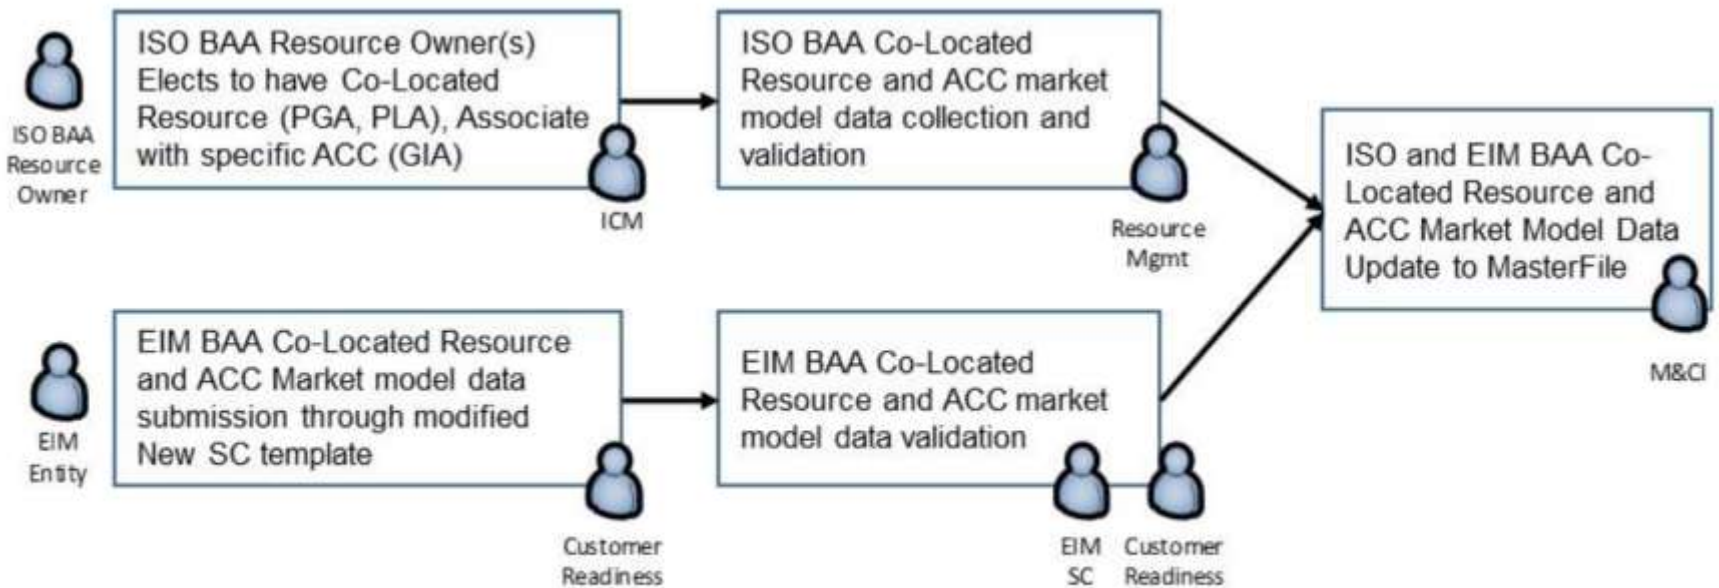 ISO BAA
Resource
Owner
ISO BAA Resource Owner(s)
Elects to have Co-Located
Resource (PGA, PLA), Associate
with specific ACC (GIA)
ICM
ISO BAA Co-Located
Resource and ACC market
model data collection and
validation
Resource
Mgmt
EIM
Entity
EIM BAA Co-Located Resource
and ACC Market model data
submission through modified
New SC template
Customer
Readiness
EIM BAA Co-Located
Resource and ACC market
model data validation
EIM
SC
Customer
Readiness
ISO and EIM BAA Co-
Located Resource and
ACC Market Model Data
Update to MasterFile
M&CI